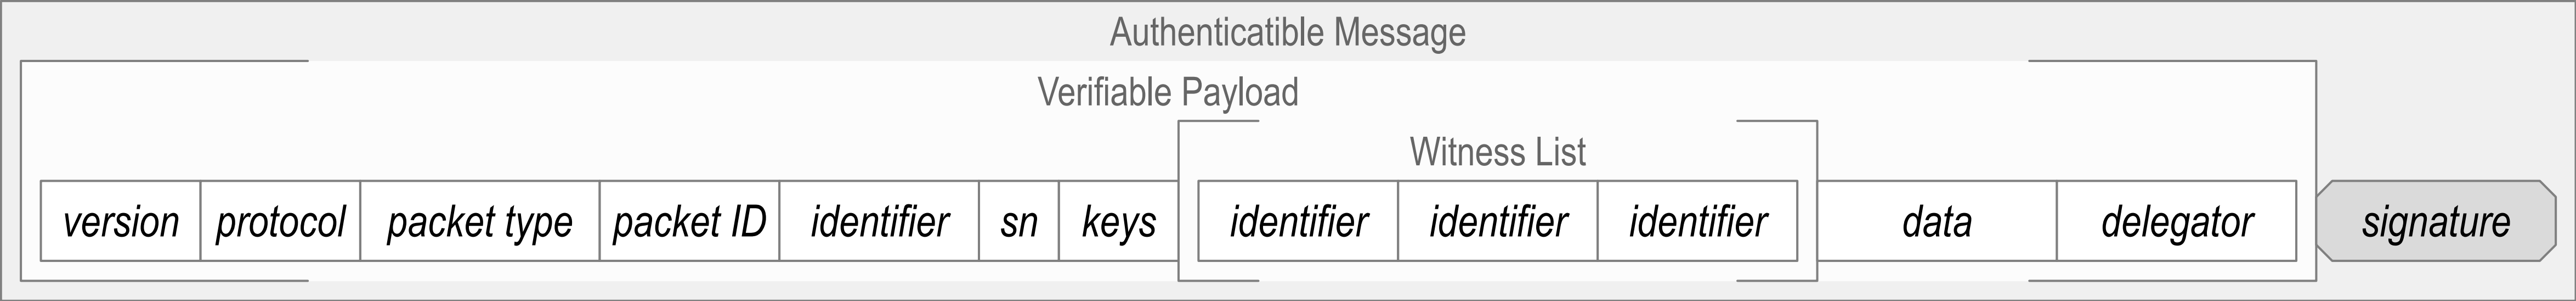 Authenticatible Message
Verifiable Payload
Witness List
version protocol packet type packet ID identifier sn keys identifier identifier identifier data delegator signature